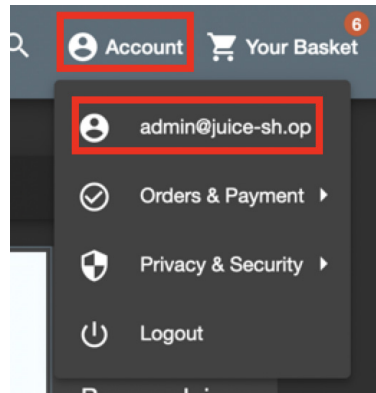 6
Account Your Basket
admin@juice-sh.op
Orders & Payment
Privacy & Security
Logout